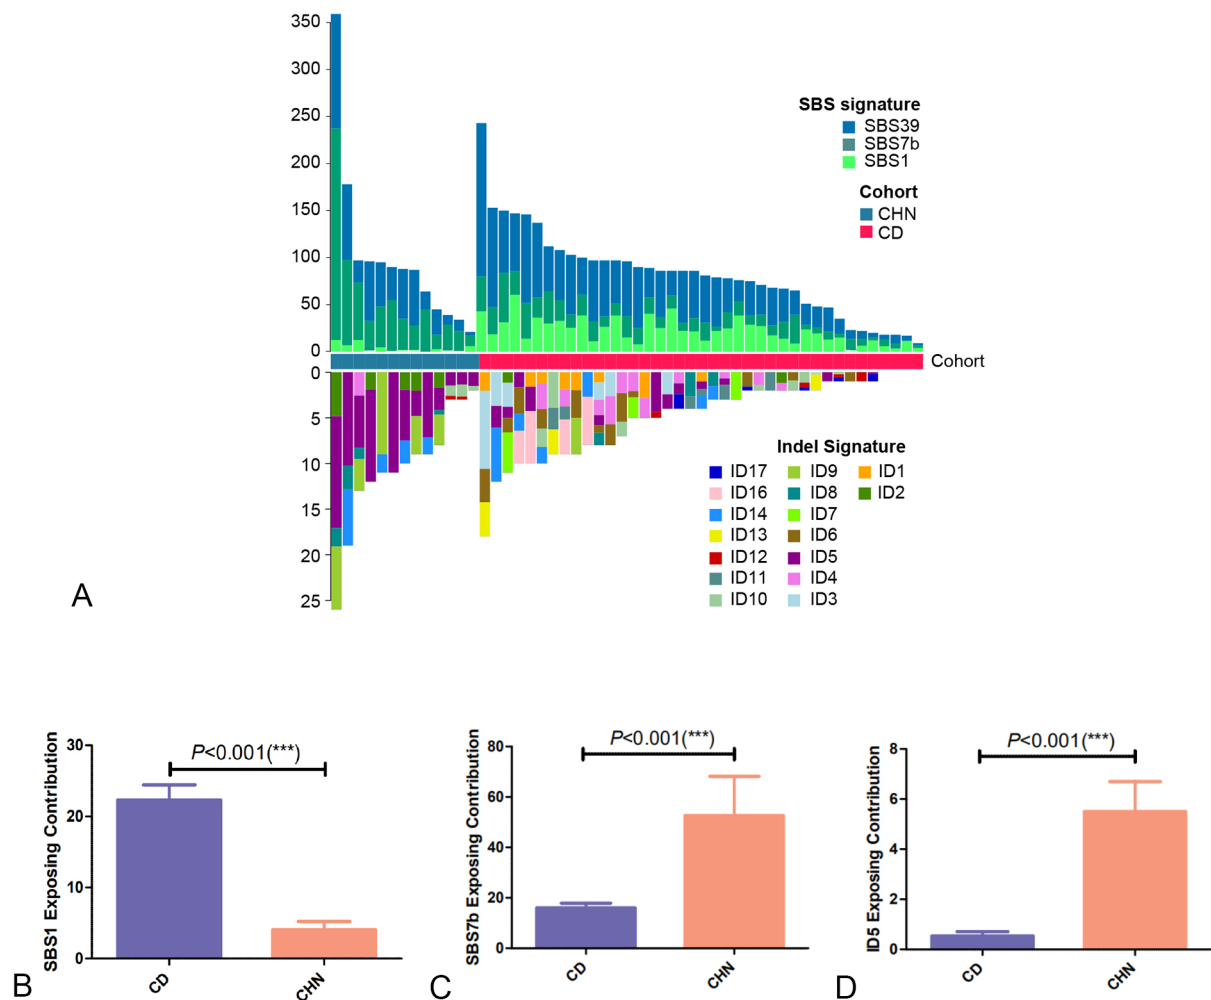 350
300
250
200
150
100
50
0
SBS signature
SBS39
SBS7b
SBS1
Cohort
CHN
CD
Cohort
0
5
10
15
20
25
Indel Signature
ID17 ID9 ID1
ID16 ID8 ID2
ID14 ID7
ID13 ID6
ID12 ID5
ID11 ID4
ID10 ID3
A
SBS1 Exposing Contribution
30
20
10
0
P<0.001(***)
CD CHN
B
SBS7b Exposing Contribution
80
60
40
20
0
P<0.001(***)
CD CHN
C
ID5 Exposing Contribution
8
6
4
2
0
P<0.001(***)
CD CHN
D